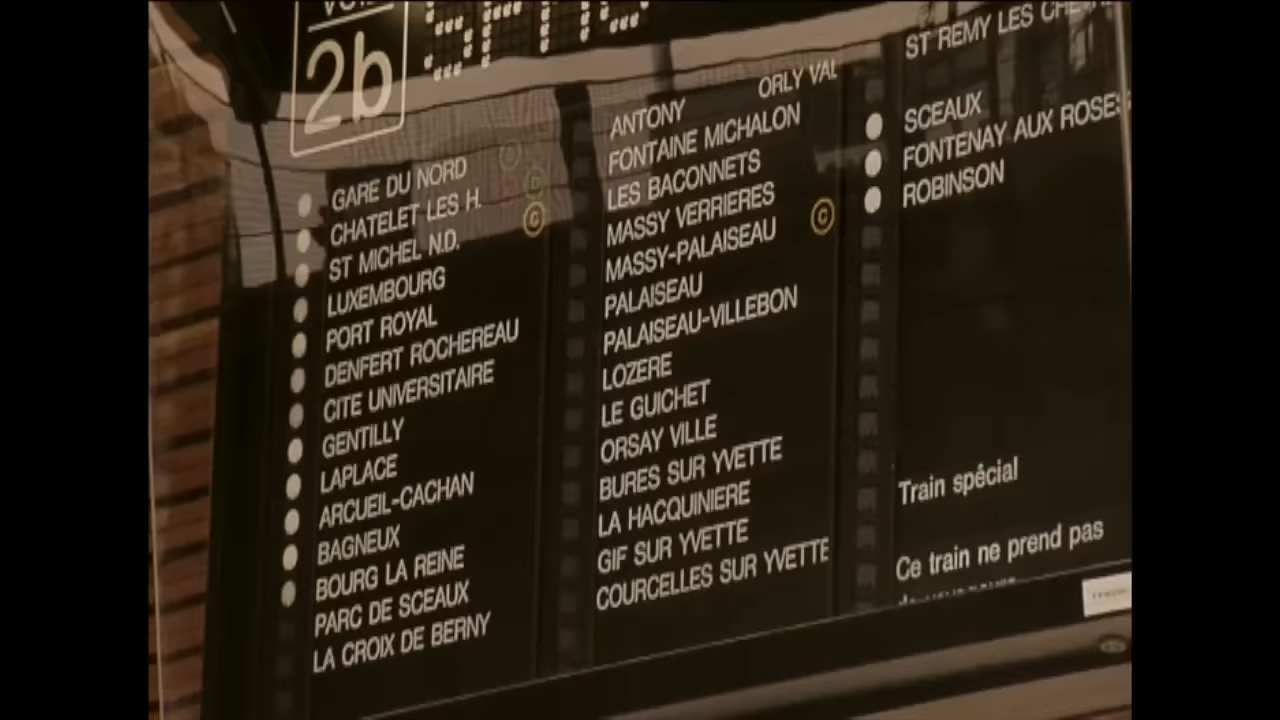 2b
GARE DU NORD
CHATELET LES H.
ST MICHEL N.D.
C
LUXEMBOURG
PORT ROYAL
DENFERT ROCHEREAU
CITE UNIVERSITAIRE
GENTILLY
LAPLACE
ARCUEIL-CACHAN
BAGNEUX
BOURG LA REINE
PARC DE SCEAUX
LA CROIX DE BERNY
ANTONY ORLY VAL
FONTAINE MICHALON
LES BACONNETS
MASSY VERRIERES
MASSY-PALAISEAU C
PALAISEAU
PALAISEAU-VILLEBON
LOZERE
LE GUICHET
ORSAY VILLE
BURES SUR YVETTE
LA HACQUINIERE
GIF SUR YVETTE
COURCELLES SUR YVETTE
ST REMY LES
SCEAUX
FONTENAY AUX ROSES
ROBINSON
Train spécial
Ce train ne prend pas